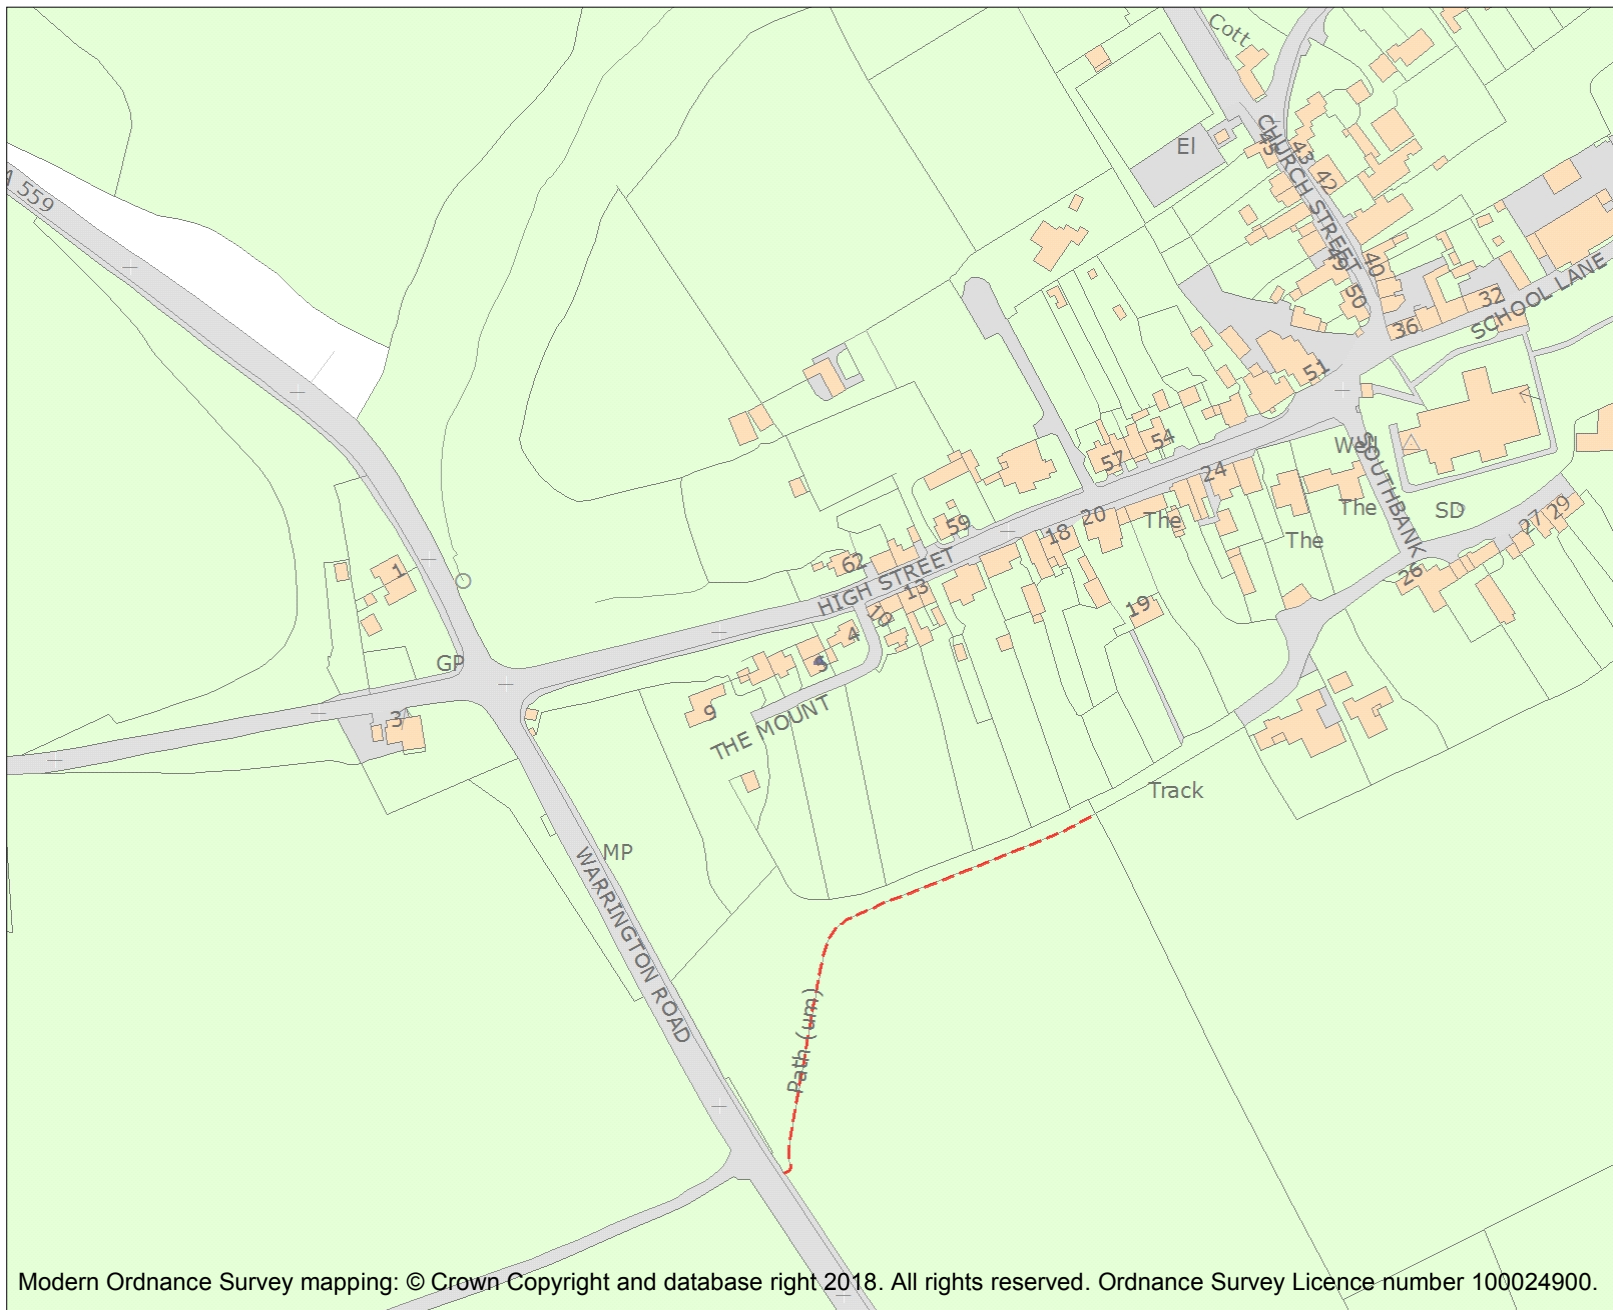 Cott
A 559
El
CHURCH STREET
45
43
42
49
40
50
36
32
SCHOOL LANE
51
54
57
24
Well
SOUTHBANK
The
The
The
SD
27
29
26
59
18
20
62
HIGH STREET
13
10
19
1
GP
4
5
9
THE MOUNT
3
Track
MP
WARRINGTON ROAD
Path (um)
Modern Ordnance Survey mapping: © Crown Copyright and database right 2018. All rights reserved. Ordnance Survey Licence number 100024900.